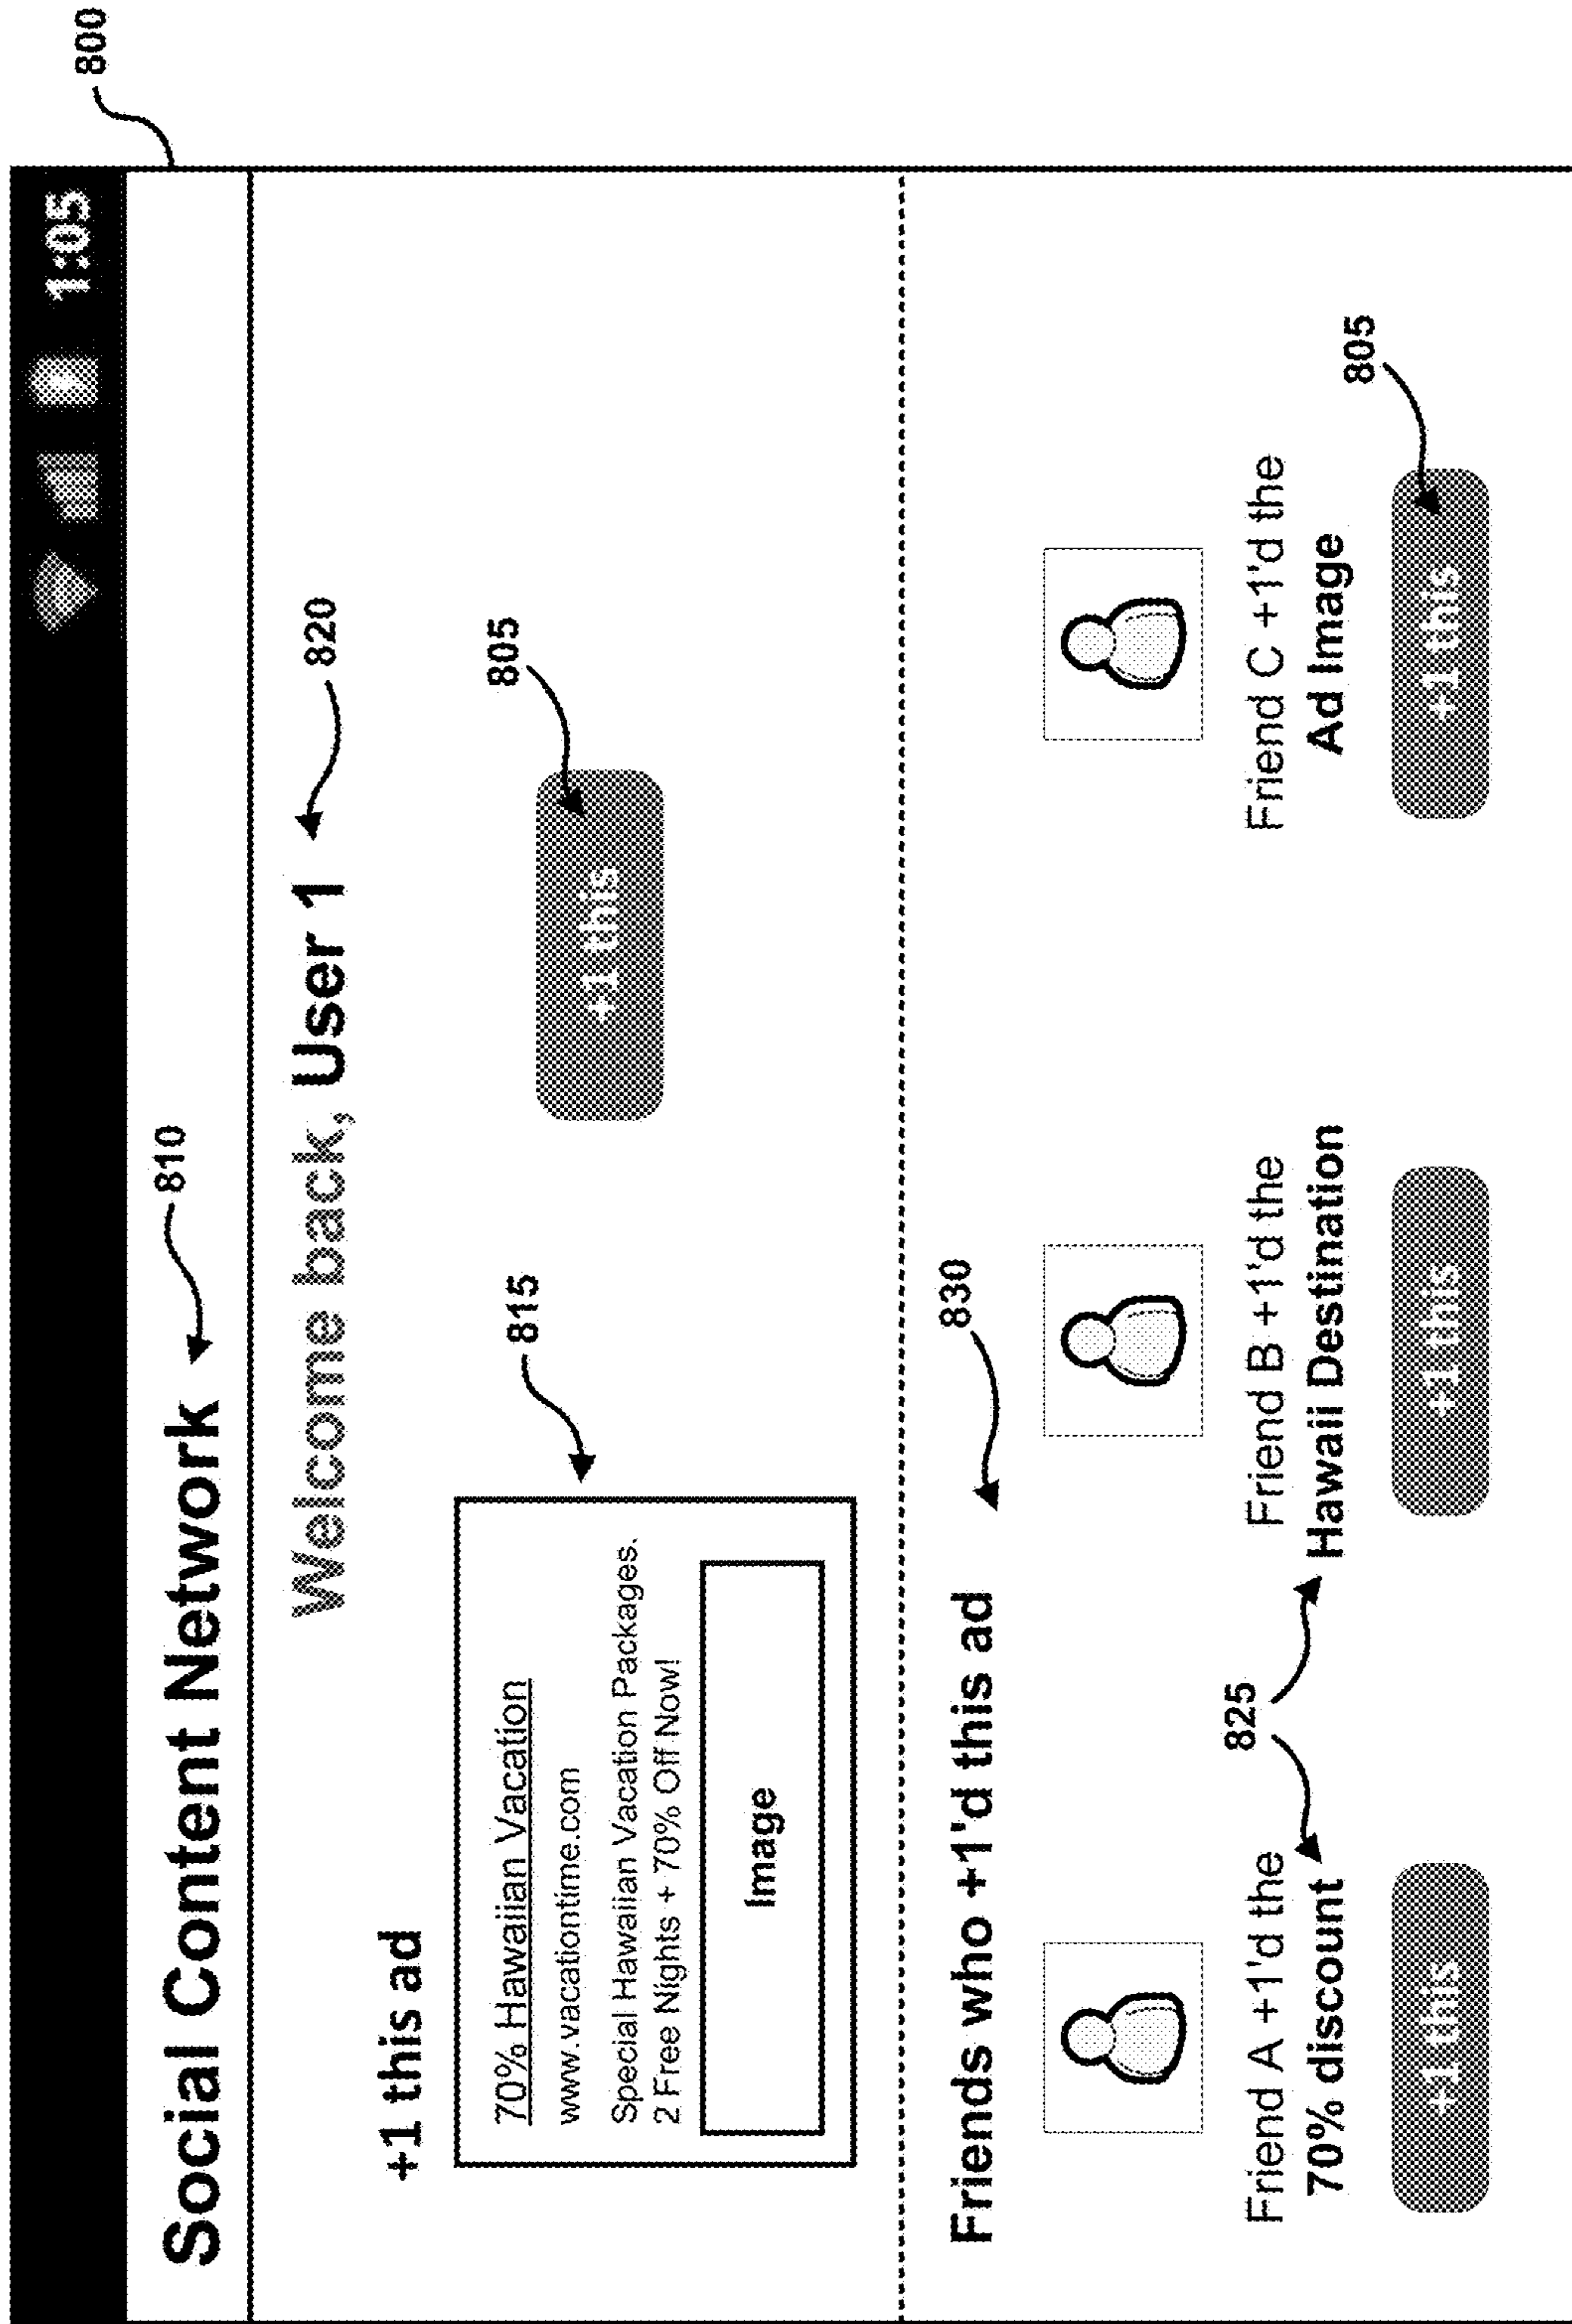 800
1:05
Social Content Network
810
Welcome back, User 1
820
+1 this ad
815
70% Hawaiian Vacation
www.vacationtime.com
Special Hawaiian Vacation Packages.
2 Free Nights + 70% Off Now!
Image
805
+1 this
Friends who +1'd this ad
830
Friend A +1'd the
70% discount
+1 this
825
Friend B +1'd the
Hawaii Destination
+1 this
Friend C +1'd the
Ad Image
+1 this
805